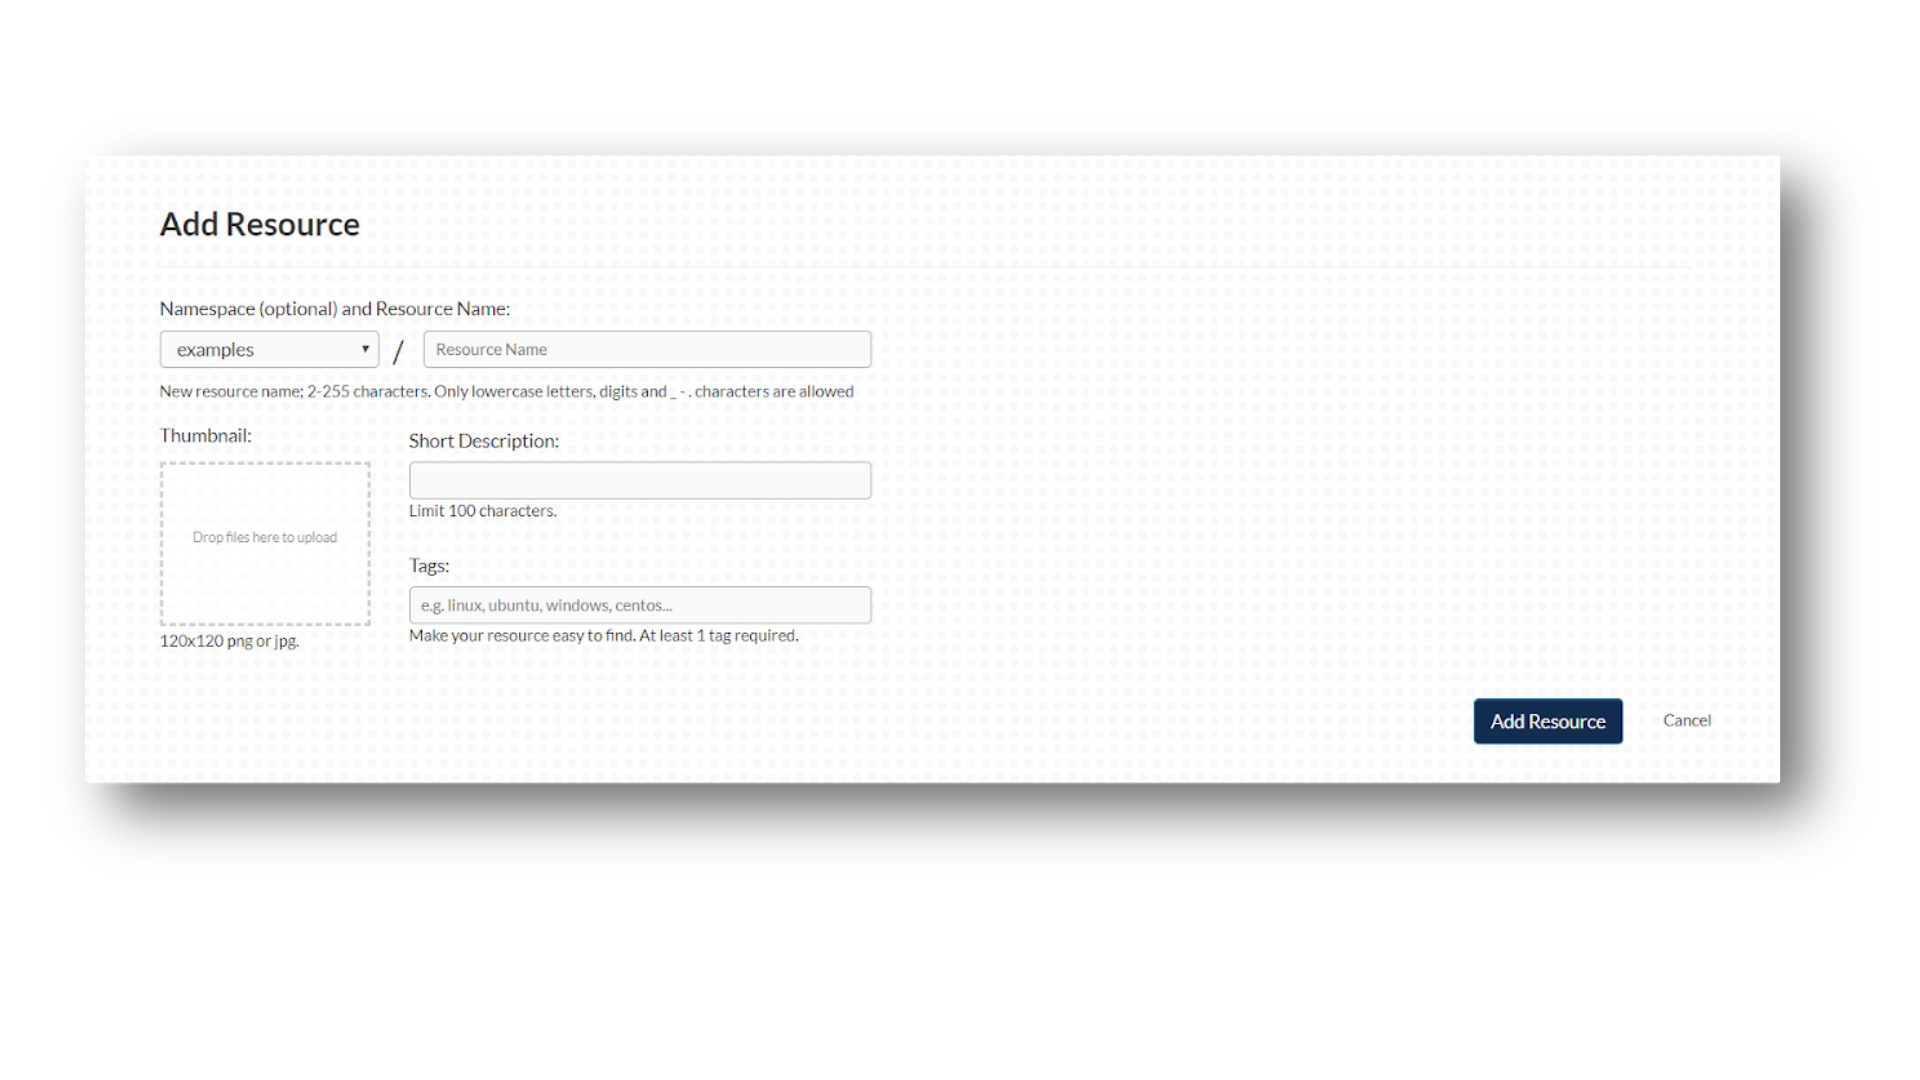 Add Resource
Namespace (optional) and Resource Name:
examples / Resource Name
New resource name; 2-255 characters. Only lowercase letters, digits and _ - . characters are allowed
Thumbnail:
Drop files here to upload
120x120 png or jpg.
Short Description:
Limit 100 characters.
Tags:
e.g. linux, ubuntu, windows, centos...
Make your resource easy to find. At least 1 tag required.
Add Resource Cancel